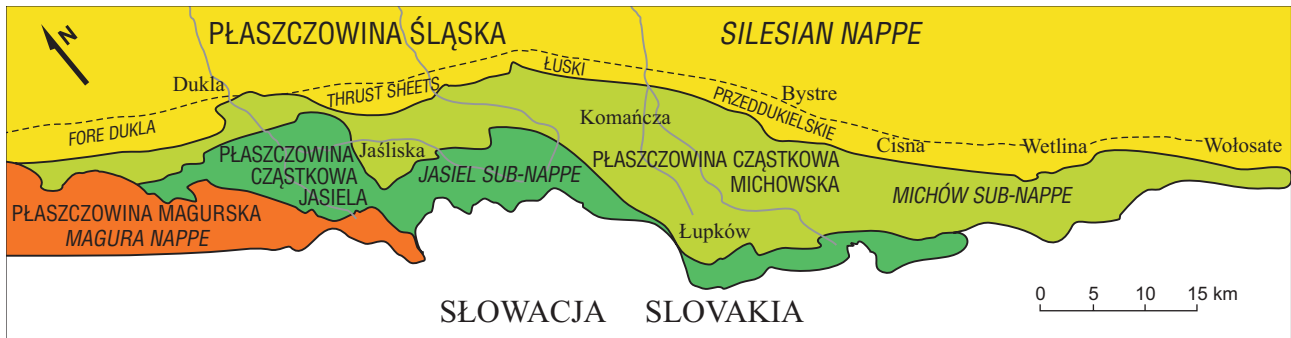 N
PŁASZCZOWINA ŚLĄSKA
SILESIAN NAPPE
Dukla
FORE DUKLA
THRUST SHEETS
ŁUSKI
PRZEDDUKIELSKIE
Bystre
Komańcza
Cisna
Wetlina
Wołosate
PŁASZCZOWINA
CZĄSTKOWA
JASIELA
Jaśliska
JASIEL SUB-NAPPE
PŁASZCZOWINA CZĄSTKOWA
MICHOWSKA
MICHÓW SUB-NAPPE
PŁASZCZOWINA MAGURSKA
MAGURA NAPPE
Łupków
SŁOWACJA
SLOVAKIA
0 5 10 15 km